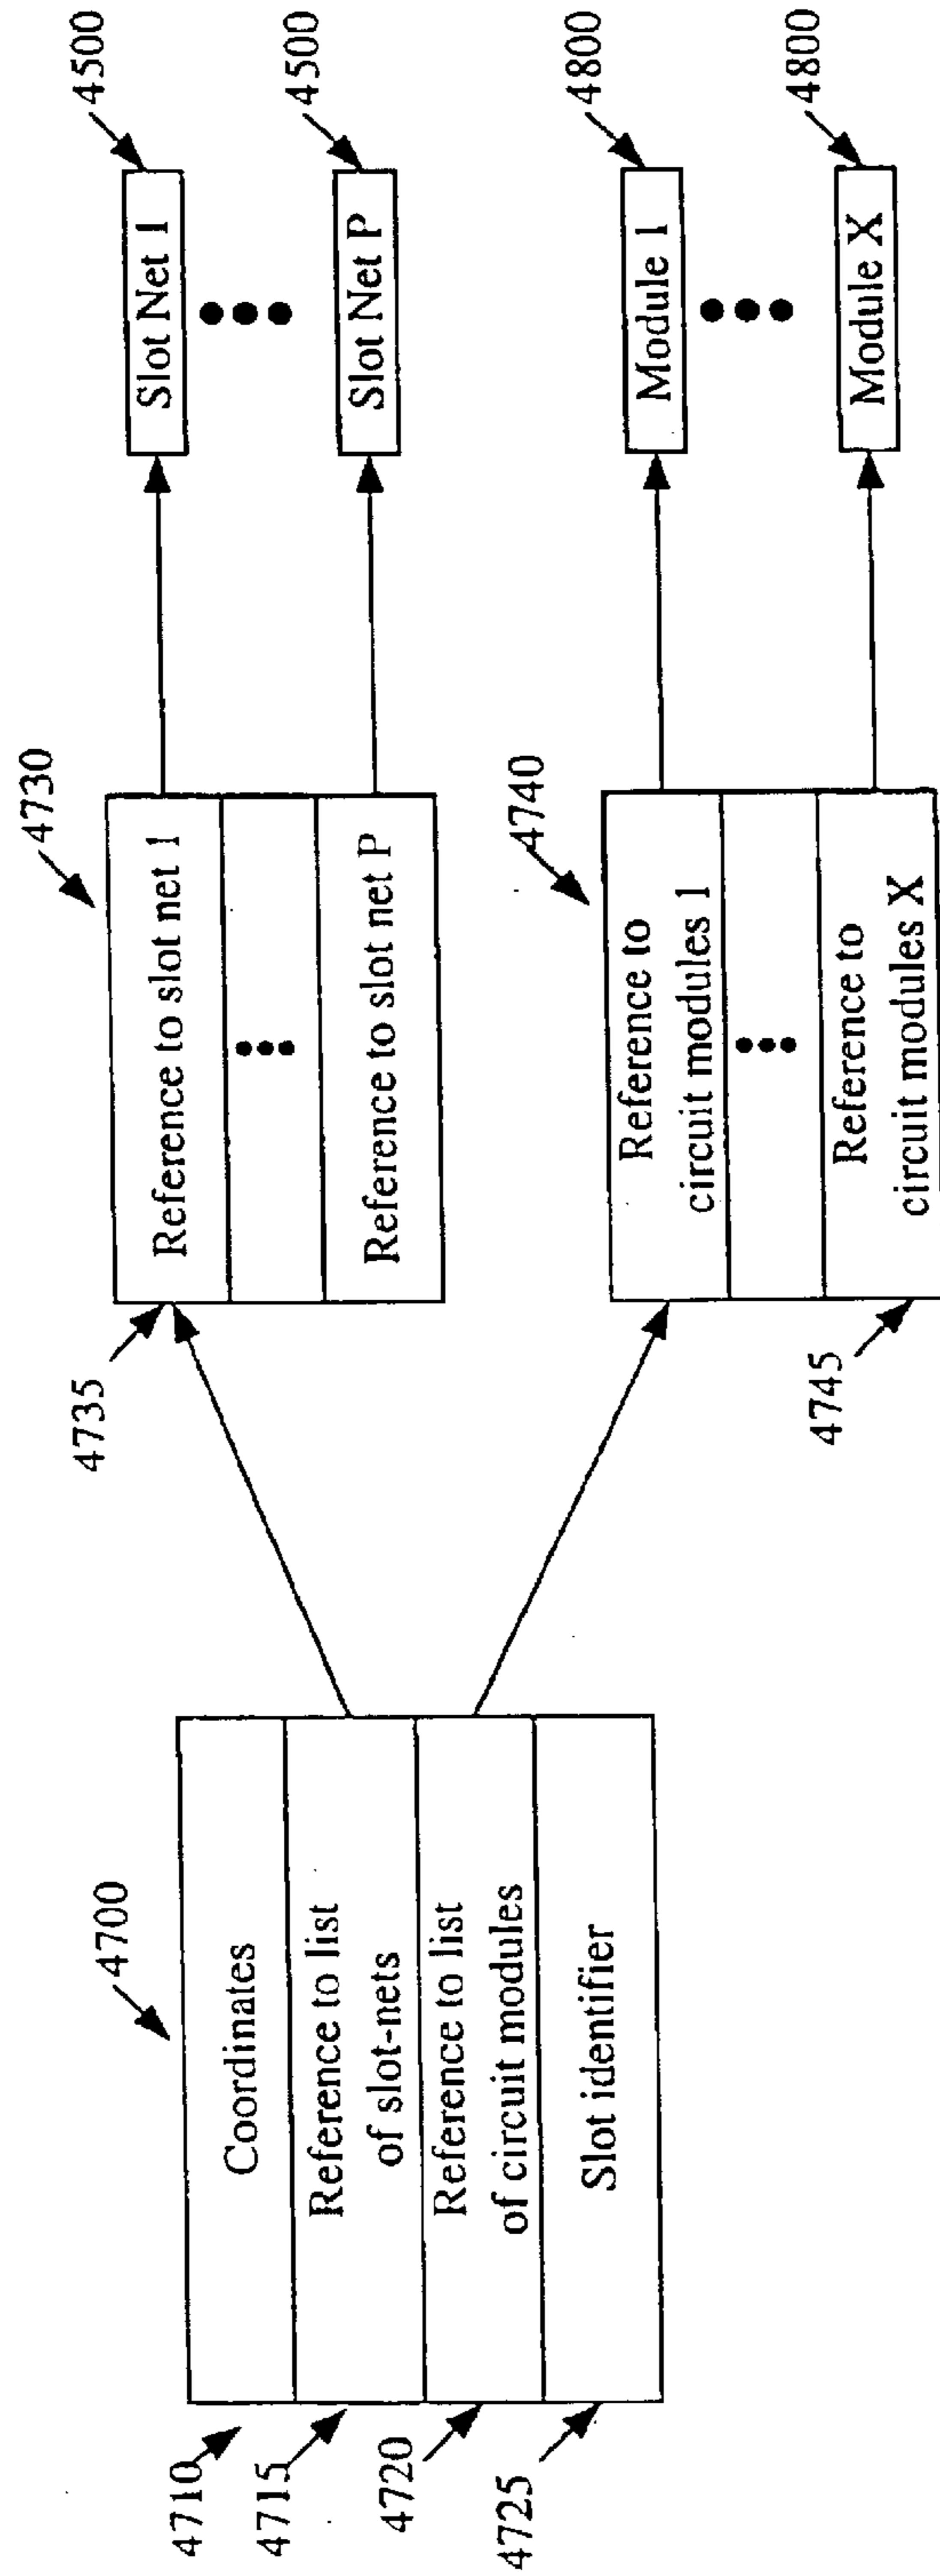 4700
4710
Coordinates
4715
Reference to list
of slot-nets
4720
Reference to list
of circuit modules
4725
Slot identifier
4730
4735
Reference to slot net 1
Reference to slot net P
4740
Reference to
circuit modules 1
4745
Reference to
circuit modules X
4500
Slot Net 1
4500
Slot Net P
4800
Module 1
4800
Module X